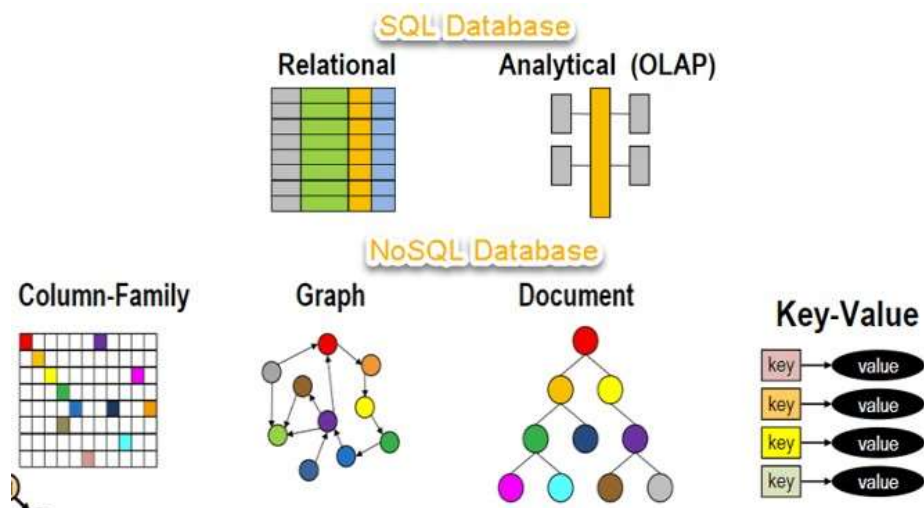 SQL Database
Relational
Analytical (OLAP)
NoSQL Database
Column-Family
Graph
Document
Key-Value
key
value
key
value
key
value
key
value